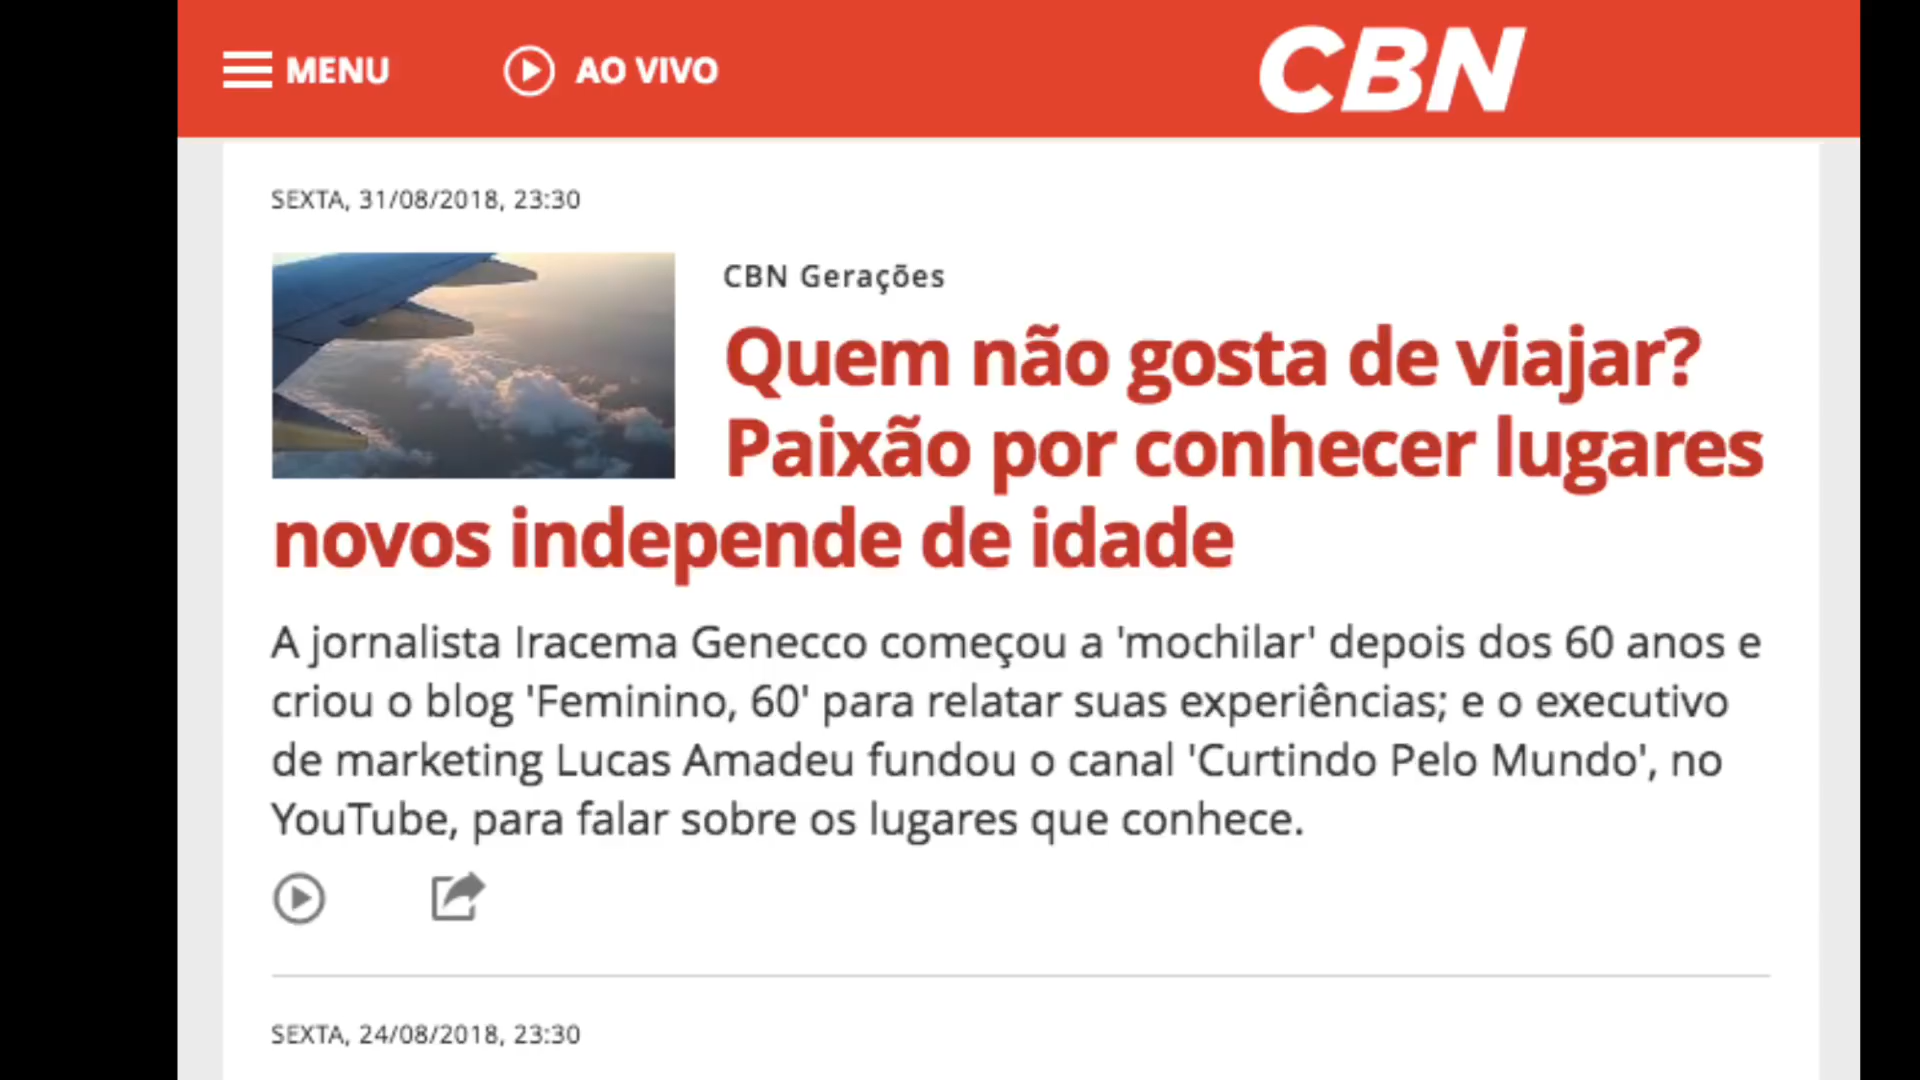 MENU
AO VIVO
CBN
SEXTA, 31/08/2018, 23:30
CBN Gerações
Quem não gosta de viajar?
Paixão por conhecer lugares
novos independe de idade
A jornalista Iracema Genecco começou a 'mochilar' depois dos 60 anos e
criou o blog 'Feminino, 60' para relatar suas experiências; e o executivo
de marketing Lucas Amadeu fundou o canal 'Curtindo Pelo Mundo', no
YouTube, para falar sobre os lugares que conhece.
SEXTA, 24/08/2018, 23:30